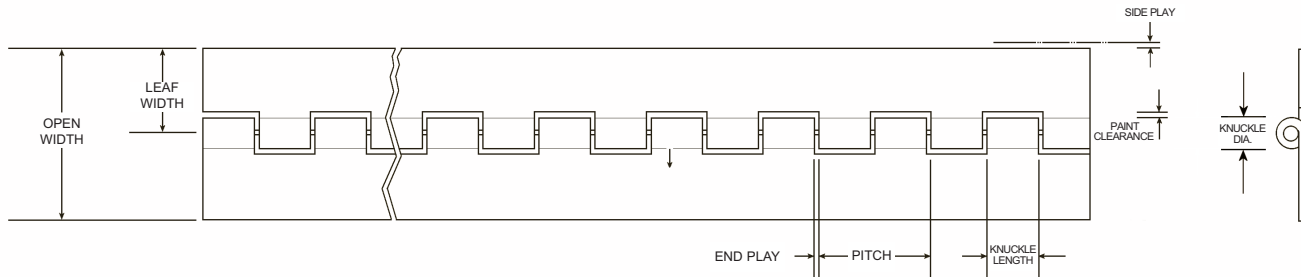 SIDE PLAY
LEAF
WIDTH
OPEN
WIDTH
PAINT
CLEARANCE
KNUCKLE
DIA.
END PLAY
PITCH
KNUCKLE
LENGTH